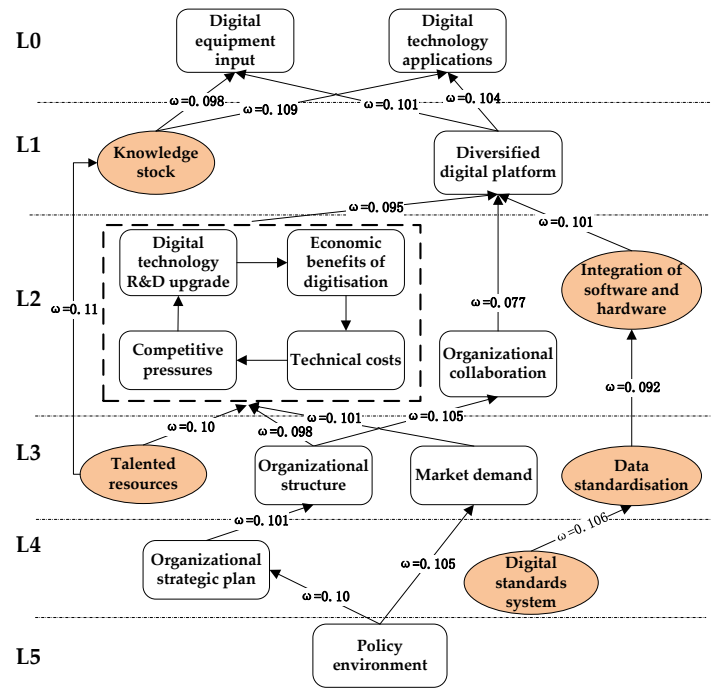 L0
Digital
equipment
input
Digital
technology
applications
ω=0.098
ω=0.109
ω=0.101
ω=0.104
L1
Knowledge
stock
Diversified
digital platform
ω=0.095
ω=0.101
L2
Digital
technology
R&D upgrade
Economic
benefits of
digitisation
Integration of
software and
hardware
ω=0.11
ω=0.077
Competitive
pressures
Technical costs
Organizational
collaboration
ω=0.092
ω=0.10
ω=0.098
ω=0.101
ω=0.105
L3
Talented
resources
Organizational
structure
Market demand
Data
standardisation
ω=0.101
ω=0.106
L4
Organizational
strategic plan
ω=0.105
Digital
standards
system
ω=0.10
L5
Policy
environment